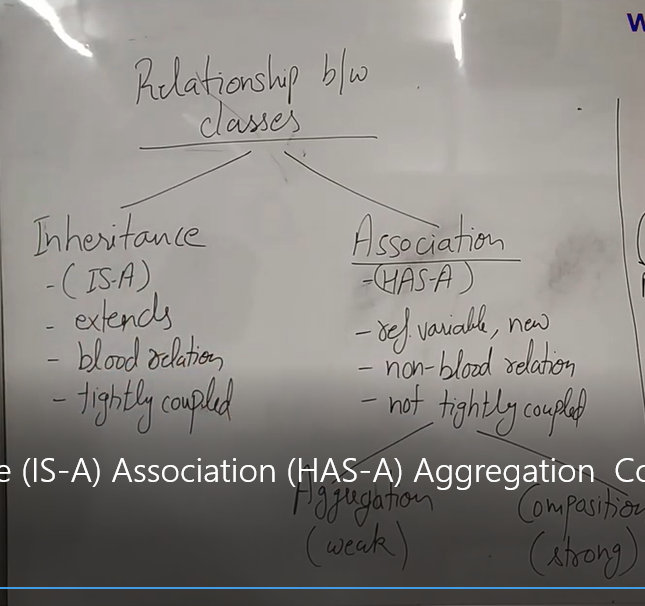 W
Relationship b/w
classes
Inheritance
-(IS-A)
- extends
- blood relation
- tightly coupled
Association
-(HAS-A)
- ref. variable, new
- non-blood relation
- not tightly coupled
e (IS-A) Association (HAS-A) Aggregation Co
Aggregation
(weak)
Composition
(strong)